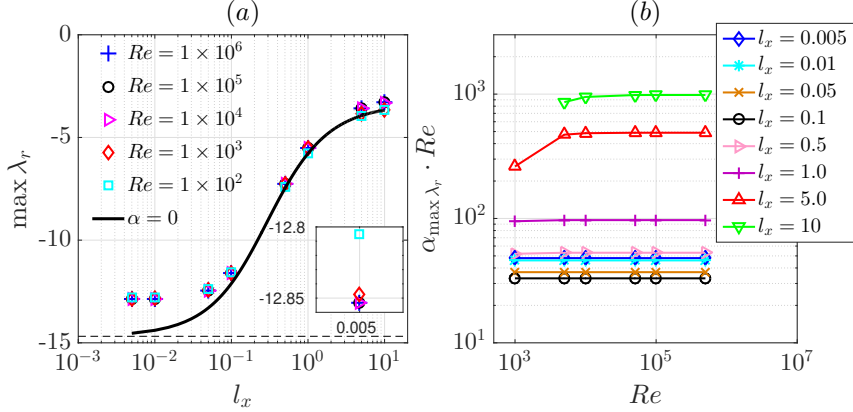 (a)
0
-5
-10
-15
max λ_r
Re = 1 × 10^6
Re = 1 × 10^5
Re = 1 × 10^4
Re = 1 × 10^3
Re = 1 × 10^2
α = 0
-12.8
-12.85
0.005
10^-3 10^-2 10^-1 10^0 10^1
l_x
(b)
10^3
10^2
10^1
α_{max λ_r} · Re
10^3 10^5 10^7
Re
l_x = 0.005
l_x = 0.01
l_x = 0.05
l_x = 0.1
l_x = 0.5
l_x = 1.0
l_x = 5.0
l_x = 10